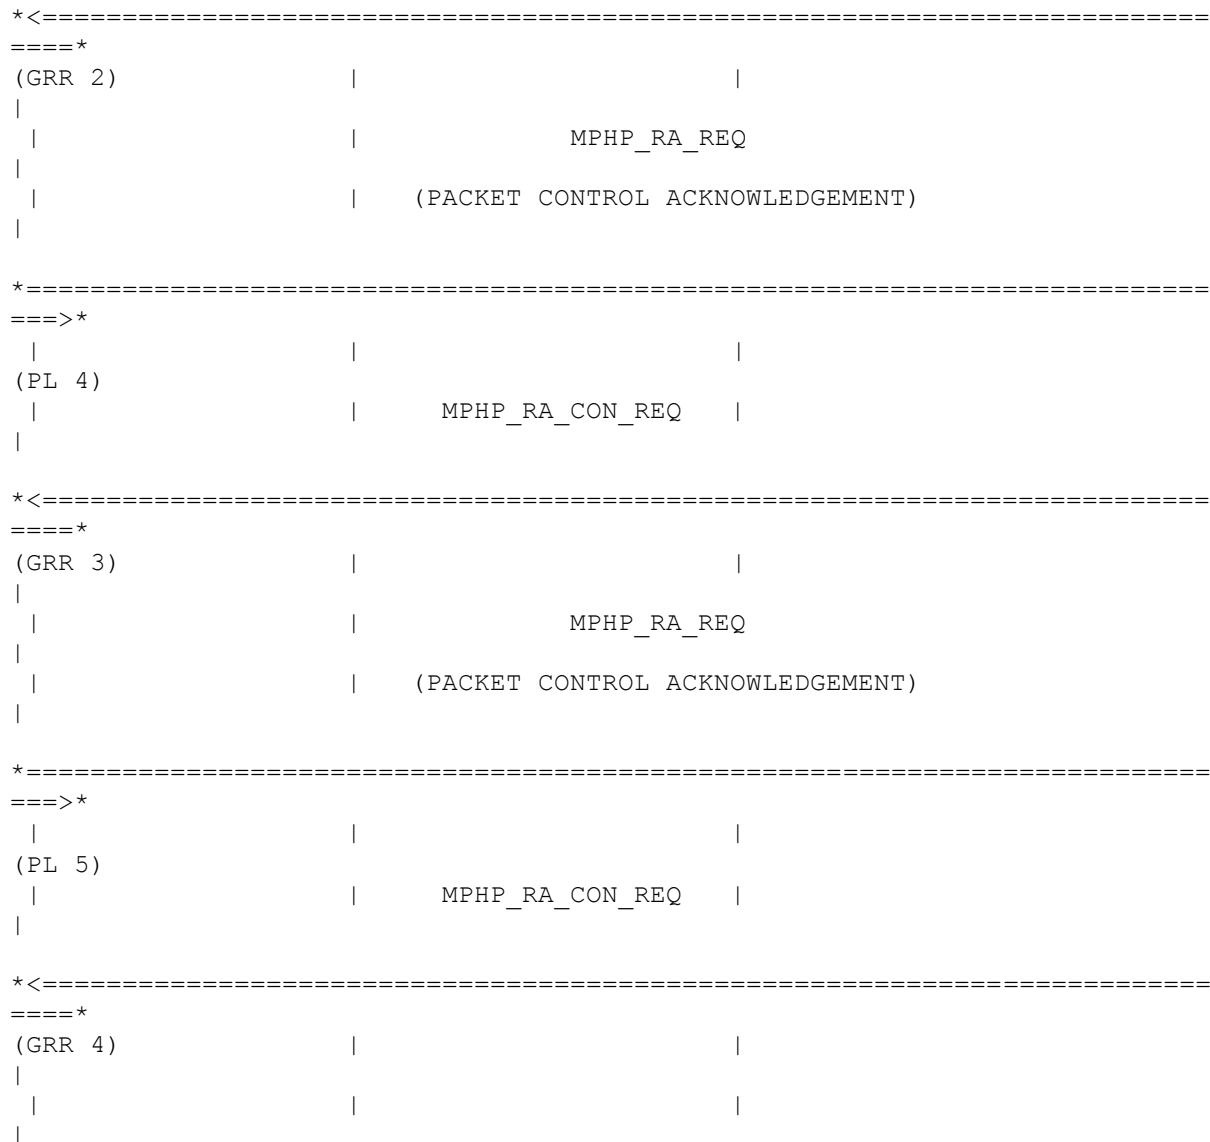 *<=========================================================================
====*
(GRR 2)               |                       |
|
 |                    |             MPHP_RA_REQ
|
 |                    |   (PACKET CONTROL ACKNOWLEDGEMENT)
|
*==========================================================================
===>*
 |                    |                       |
(PL 4)
 |                    |     MPHP_RA_CON_REQ   |
|
*<=========================================================================
====*
(GRR 3)               |                       |
|
 |                    |             MPHP_RA_REQ
|
 |                    |   (PACKET CONTROL ACKNOWLEDGEMENT)
|
*==========================================================================
===>*
 |                    |                       |
(PL 5)
 |                    |     MPHP_RA_CON_REQ   |
|
*<=========================================================================
====*
(GRR 4)               |                       |
|
 |                    |                       |
|